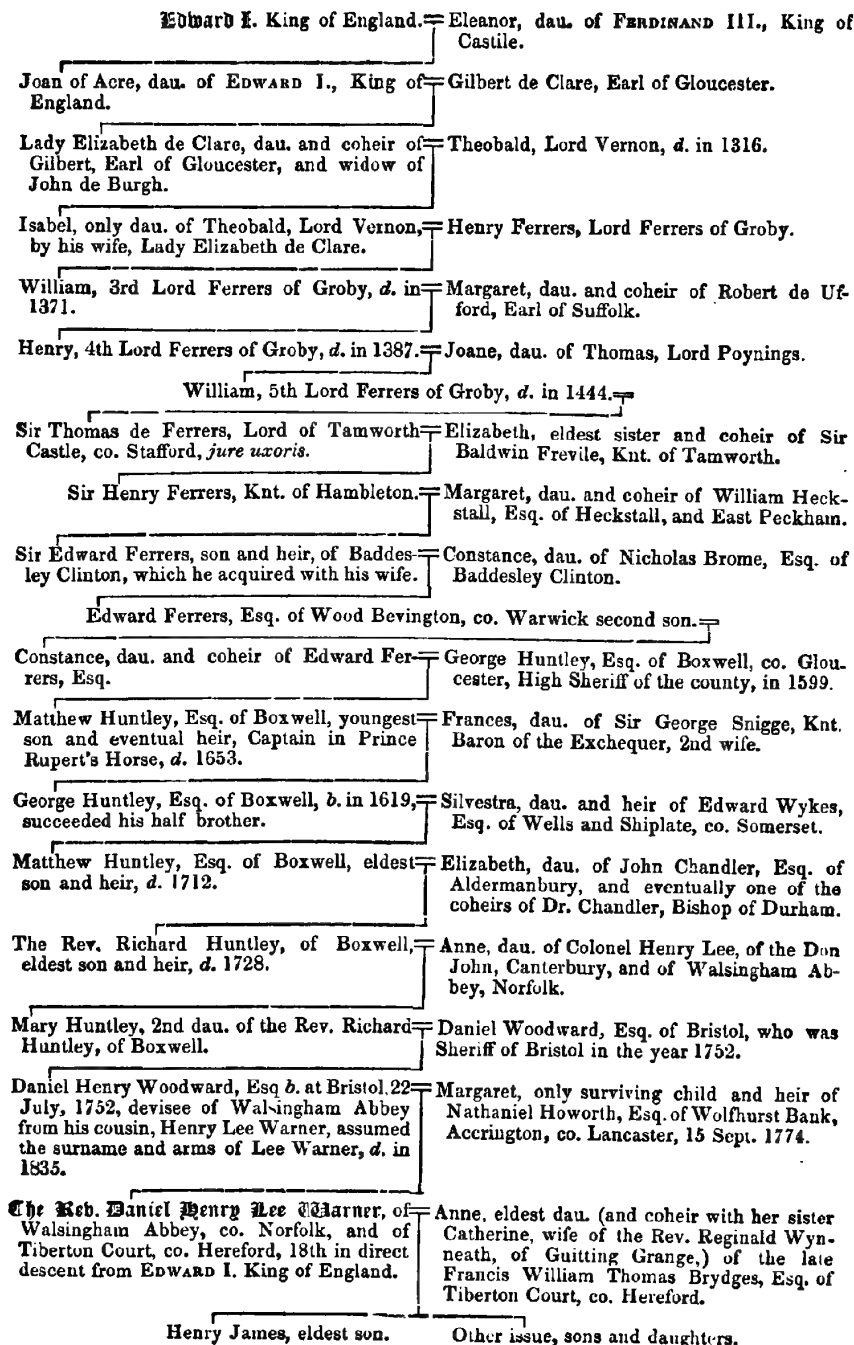 Edward I. King of England. = Eleanor, dau. of FERDINAND III., King of
Castile.
Joan of Acre, dau. of EDWARD I., King of = Gilbert de Clare, Earl of Gloucester.
England.
Lady Elizabeth de Clare, dau. and coheir of = Theobald, Lord Vernon, d. in 1316.
Gilbert, Earl of Gloucester, and widow of
John de Burgh.
Isabel, only dau. of Theobald, Lord Vernon, = Henry Ferrers, Lord Ferrers of Groby.
by his wife, Lady Elizabeth de Clare.
William, 3rd Lord Ferrers of Groby, d. in = Margaret, dau. and coheir of Robert de Uf-
1371.
ford, Earl of Suffolk.
Henry, 4th Lord Ferrers of Groby, d. in 1387. = Joane, dau. of Thomas, Lord Poynings.
William, 5th Lord Ferrers of Groby, d. in 1444. =
Sir Thomas de Ferrers, Lord of Tamworth = Elizabeth, eldest sister and coheir of Sir
Castle, co. Stafford, jure uxoris.
Baldwin Frevile, Knt. of Tamworth.
Sir Henry Ferrers, Knt. of Hambleton. = Margaret, dau. and coheir of William Heck-
stall, Esq. of Heckstall, and East Peckham.
Sir Edward Ferrers, son and heir, of Baddes- = Constance, dau. of Nicholas Brome, Esq. of
ley Clinton, which he acquired with his wife.
Baddesley Clinton.
Edward Ferrers, Esq. of Wood Bevington, co. Warwick second son. =
Constance, dau. and coheir of Edward Fer- = George Huntley, Esq. of Boxwell, co. Glou-
rers, Esq.
cester, High Sheriff of the county, in 1599.
Matthew Huntley, Esq. of Boxwell, youngest = Frances, dau. of Sir George Snigge, Knt.
son and eventual heir, Captain in Prince
Rupert's Horse, d. 1653.
Baron of the Exchequer, 2nd wife.
George Huntley, Esq. of Boxwell, b. in 1619, = Silvestra, dau. and heir of Edward Wykes,
succeeded his half brother.
Esq. of Wells and Shiplate, co. Somerset.
Matthew Huntley, Esq. of Boxwell, eldest = Elizabeth, dau. of John Chandler, Esq. of
son and heir, d. 1712.
Aldermanbury, and eventually one of the
coheirs of Dr. Chandler, Bishop of Durham.
The Rev. Richard Huntley, of Boxwell, = Anne, dau. of Colonel Henry Lee, of the Don
eldest son and heir, d. 1728.
John, Canterbury, and of Walsingham Ab-
bey, Norfolk.
Mary Huntley, 2nd dau. of the Rev. Richard = Daniel Woodward, Esq. of Bristol, who was
Huntley, of Boxwell.
Sheriff of Bristol in the year 1752.
Daniel Henry Woodward, Esq b. at Bristol, 22 = Margaret, only surviving child and heir of
July, 1752, devisee of Walsingham Abbey
from his cousin, Henry Lee Warner, assumed
the surname and arms of Lee Warner, d. in
1835.
Nathaniel Howorth, Esq. of Wolfhurst Bank,
Accrington, co. Lancaster, 15 Sept. 1774.
The Rev. Daniel Henry Lee Warner, of = Anne, eldest dau. (and coheir with her sister
Walsingham Abbey, co. Norfolk, and of
Tiberton Court, co. Hereford, 18th in direct
descent from EDWARD I. King of England.
Catherine, wife of the Rev. Reginald Wyn-
neath, of Guitting Grange,) of the late
Francis William Thomas Brydges, Esq. of
Tiberton Court, co. Hereford.
Henry James, eldest son. Other issue, sons and daughters.